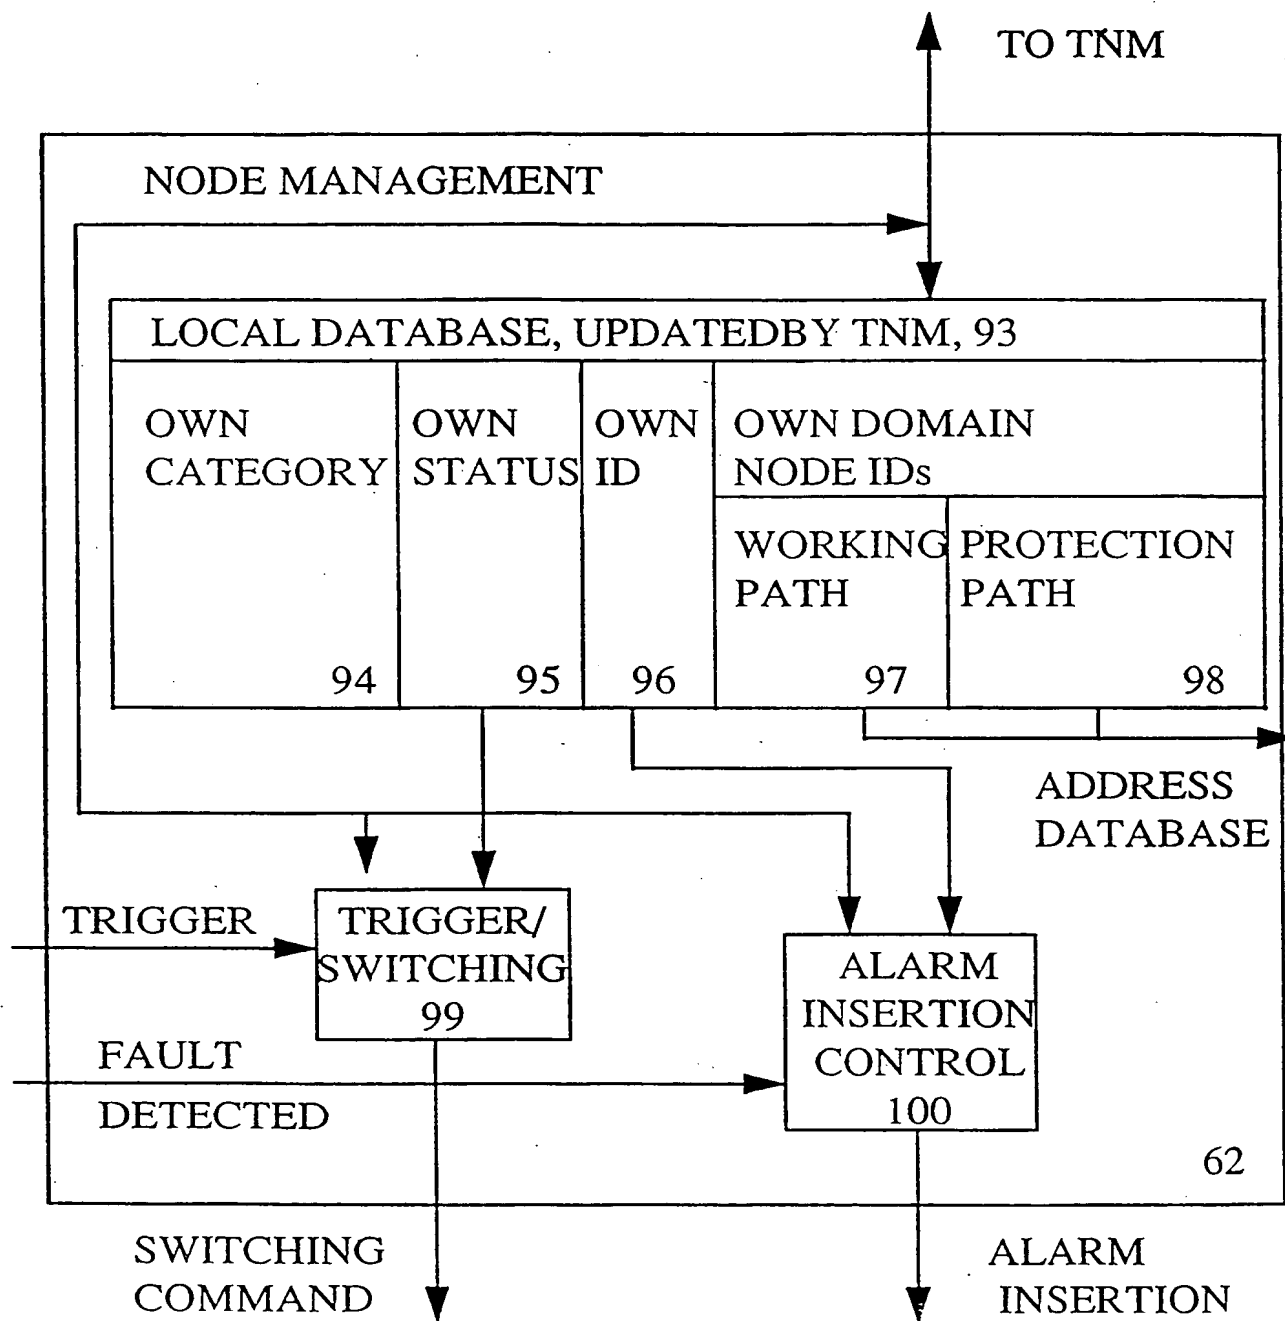 TO TNM
NODE MANAGEMENT
LOCAL DATABASE, UPDATEDBY TNM, 93
OWN
CATEGORY
94
OWN
STATUS
95
OWN
ID
96
OWN DOMAIN
NODE IDs
WORKING
PATH
97
PROTECTION
PATH
98
ADDRESS
DATABASE
TRIGGER
TRIGGER/
SWITCHING
99
FAULT
DETECTED
ALARM
INSERTION
CONTROL
100
62
SWITCHING
COMMAND
ALARM
INSERTION